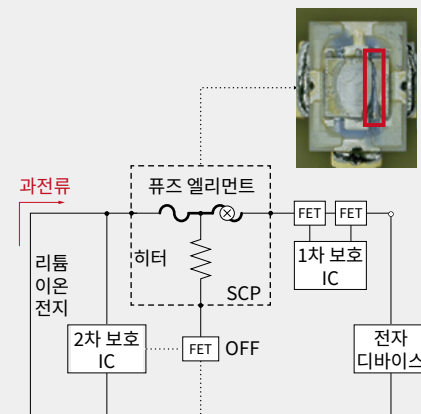 과전류
퓨즈 엘리먼트
FET
FET
히터
1차 보호
IC
리튬
이온
전지
SCP
2차 보호
IC
FET
OFF
전자
디바이스